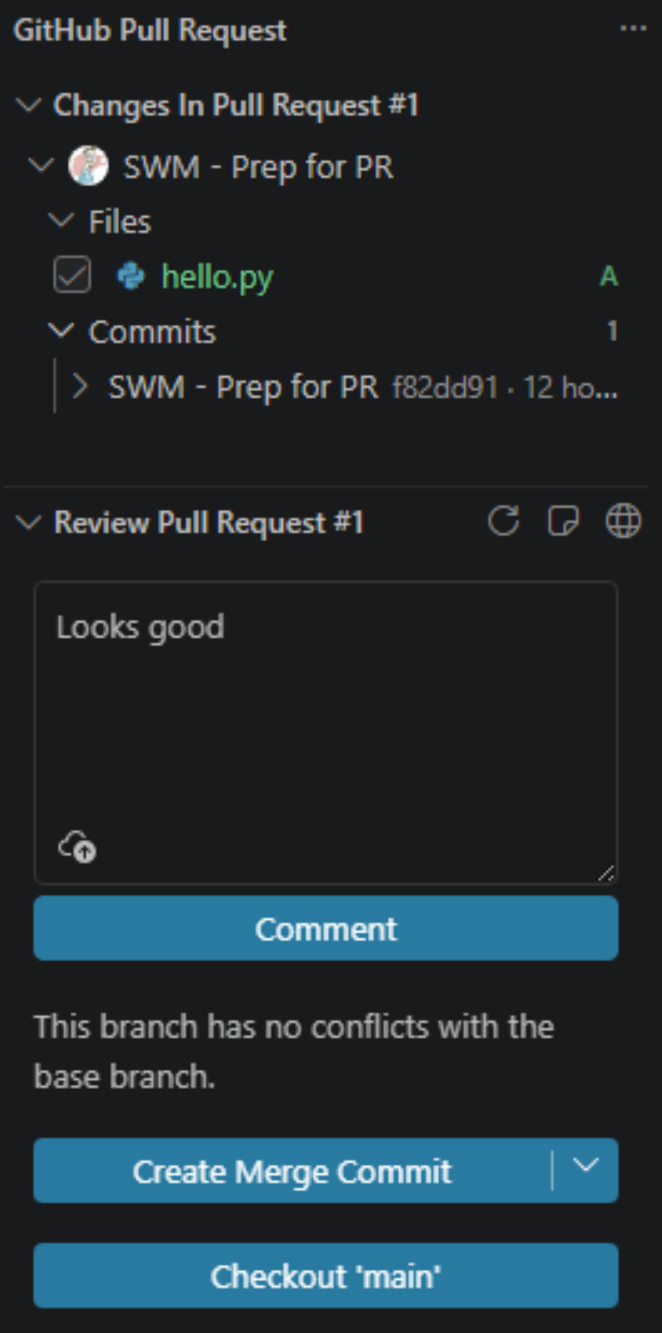 GitHub Pull Request ...
Changes In Pull Request #1
SWM - Prep for PR
Files
hello.py A
Commits 1
SWM - Prep for PR f82dd91 · 12 ho...
Review Pull Request #1
Looks good
Comment
This branch has no conflicts with the
base branch.
Create Merge Commit
Checkout 'main'